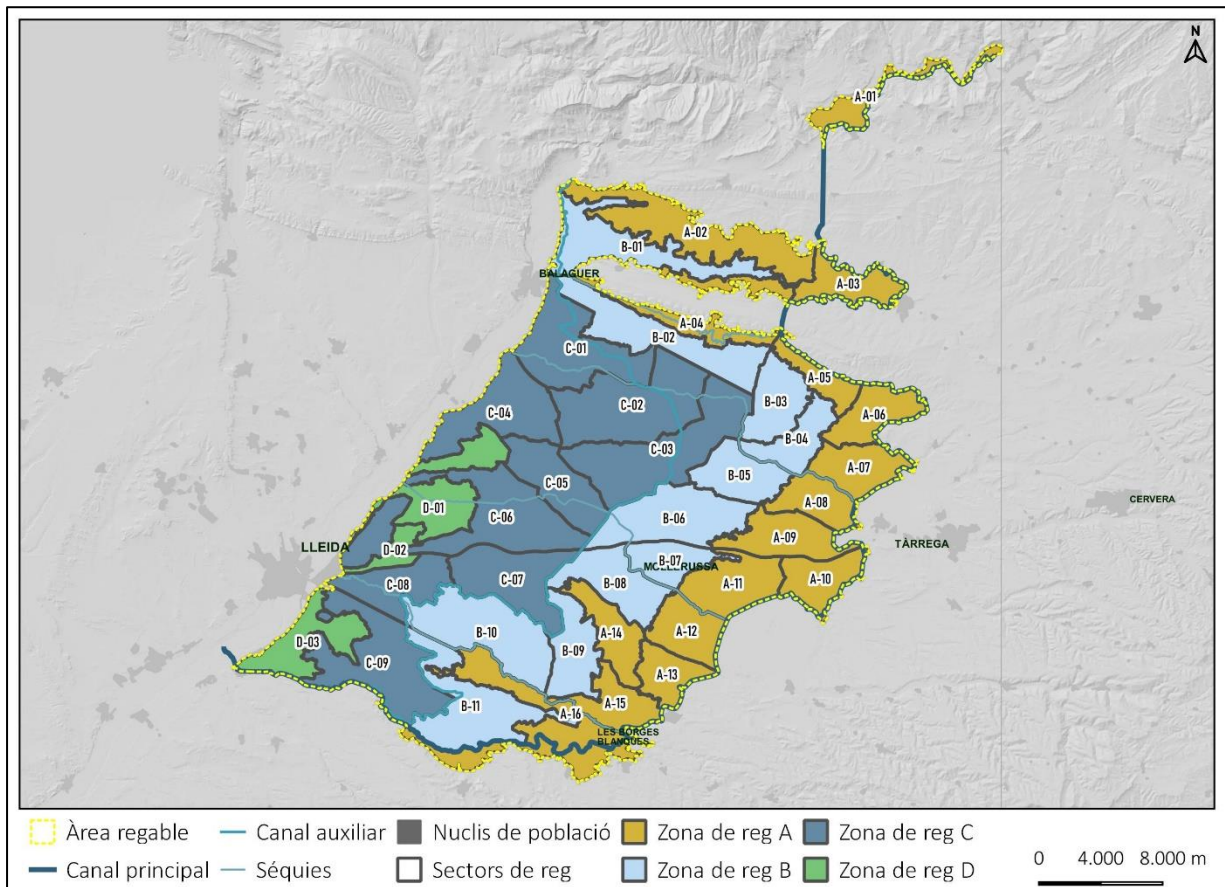 N
A-01
A-02
B-01
BALAGUER
A-03
A-04
B-02
C-01
A-05
B-03
C-02
C-04
A-06
B-04
C-03
A-07
B-05
C-05
A-08
CERVERA
D-01
C-06
B-06
A-09
TÀRREGA
LLEIDA
D-02
B-07
MOLLERUSSA
C-08
C-07
B-08
A-11
A-10
B-10
A-14
A-12
D-03
B-09
C-09
A-13
B-11
A-15
A-16
LES BORGES
BLANQUES
Àrea regable
Canal auxiliar
Nuclis de població
Zona de reg A
Zona de reg C
Canal principal
Séquies
Sectors de reg
Zona de reg B
Zona de reg D
0 4.000 8.000 m